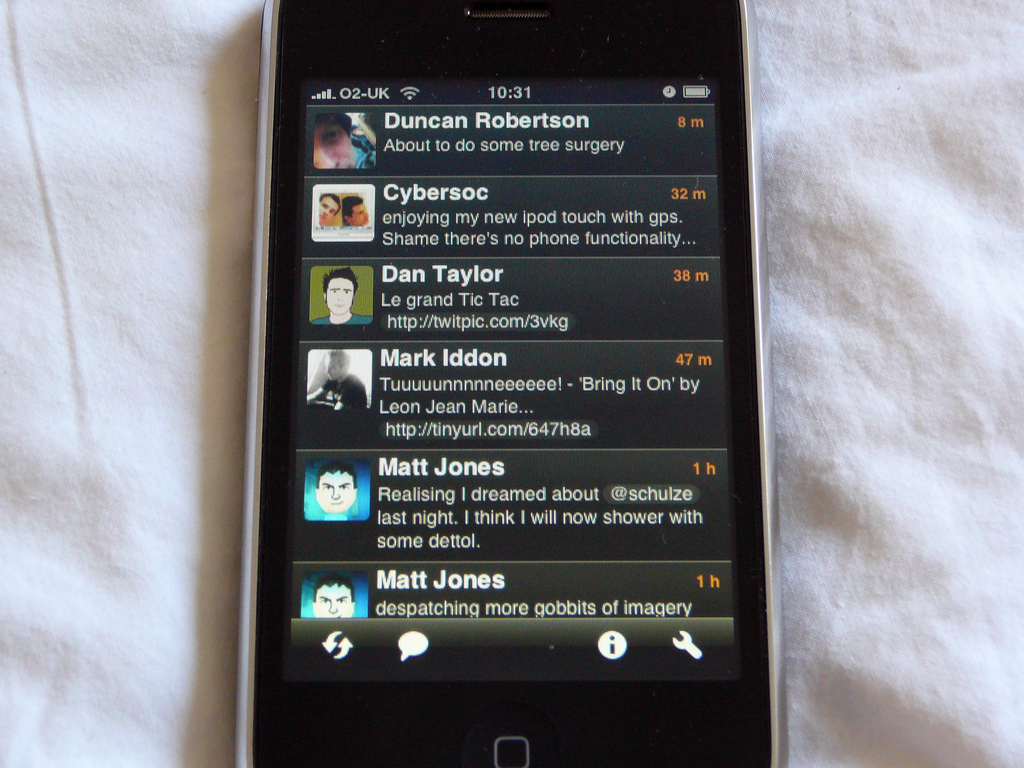 O2-UK 10:31
Duncan Robertson 8 m
About to do some tree surgery
Cybersoc 32 m
enjoying my new ipod touch with gps.
Shame there's no phone functionality...
Dan Taylor 38 m
Le grand Tic Tac
http://twitpic.com/3vkg
Mark Iddon 47 m
Tuuuuunnnnneeeeee! - 'Bring It On' by
Leon Jean Marie...
http://tinyurl.com/647h8a
Matt Jones 1 h
Realising I dreamed about @schulze
last night. I think I will now shower with
some dettol.
Matt Jones 1 h
despatching more gobbits of imagery